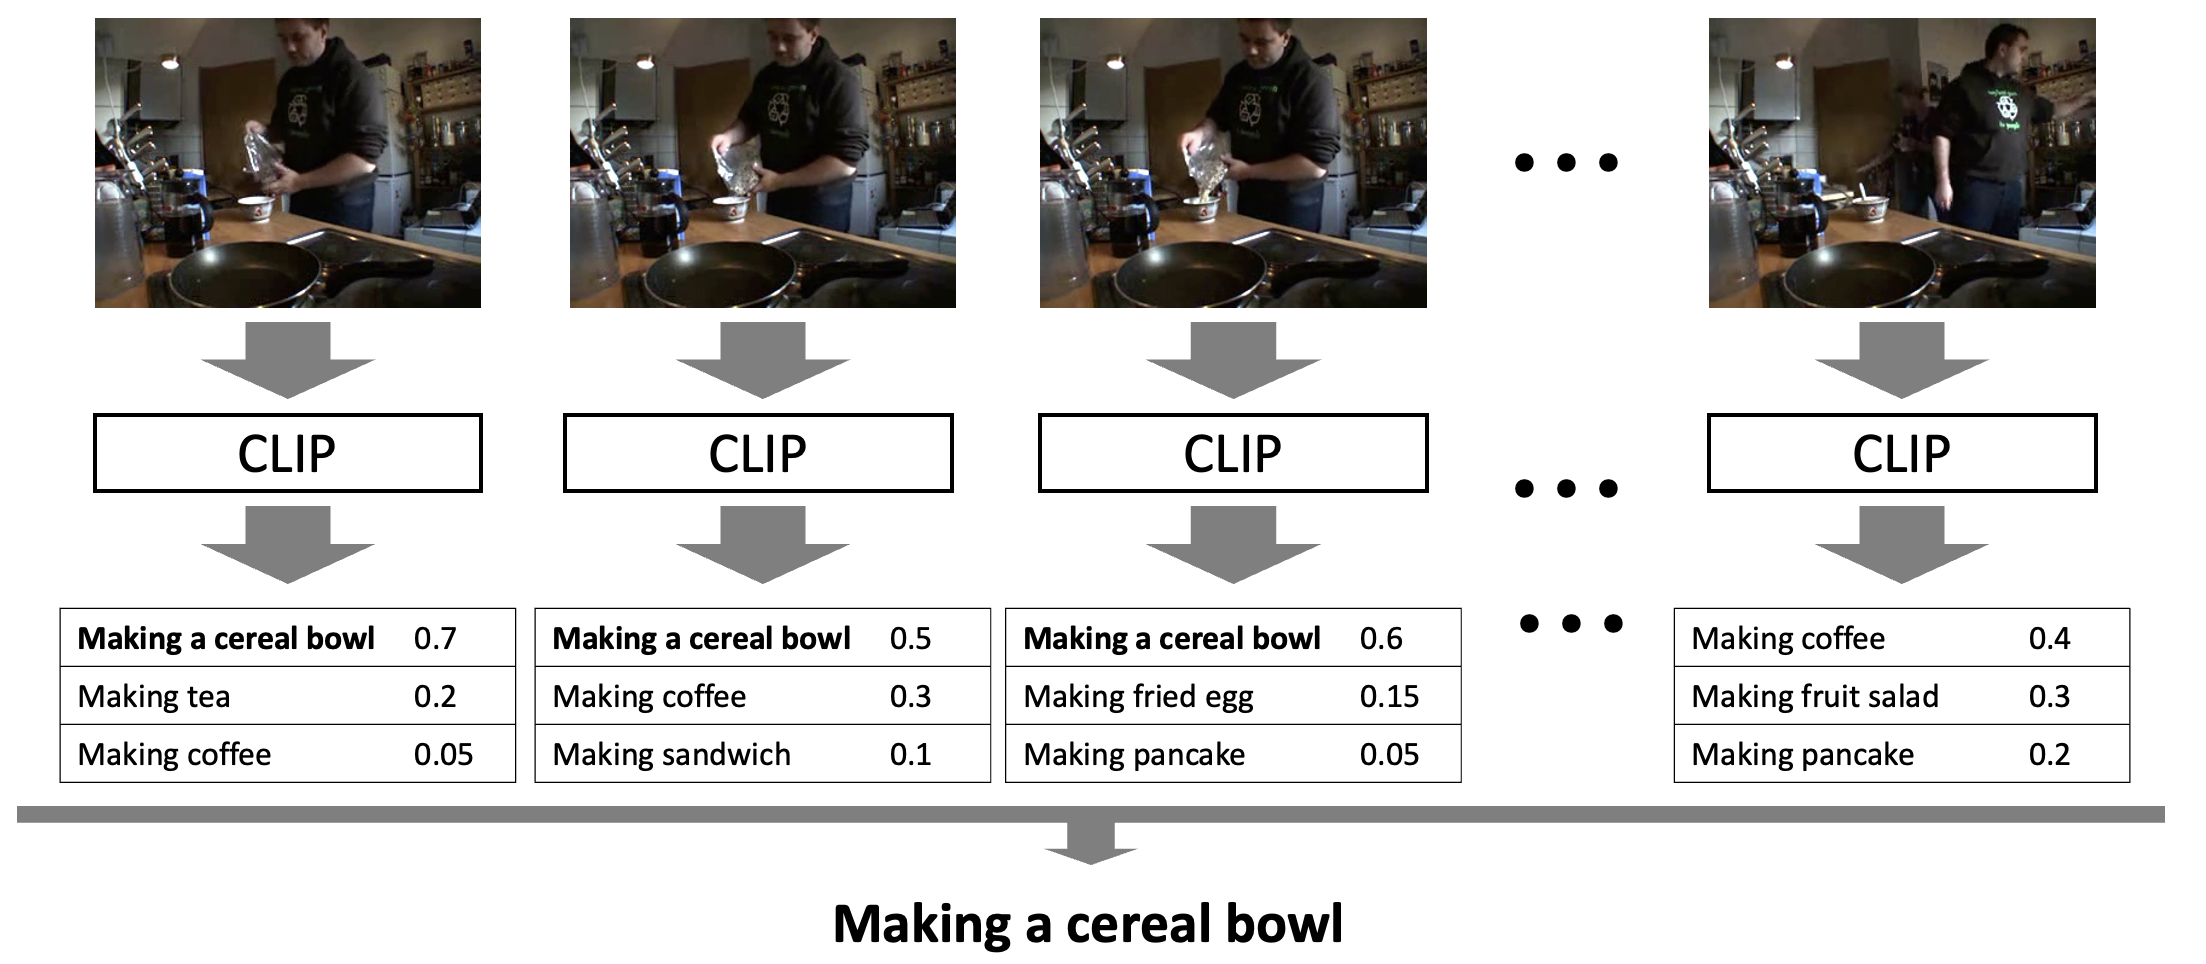 CLIP
CLIP
CLIP
CLIP
Making a cereal bowl 0.7
Making tea 0.2
Making coffee 0.05
Making a cereal bowl 0.5
Making coffee 0.3
Making sandwich 0.1
Making a cereal bowl 0.6
Making fried egg 0.15
Making pancake 0.05
Making coffee 0.4
Making fruit salad 0.3
Making pancake 0.2
Making a cereal bowl